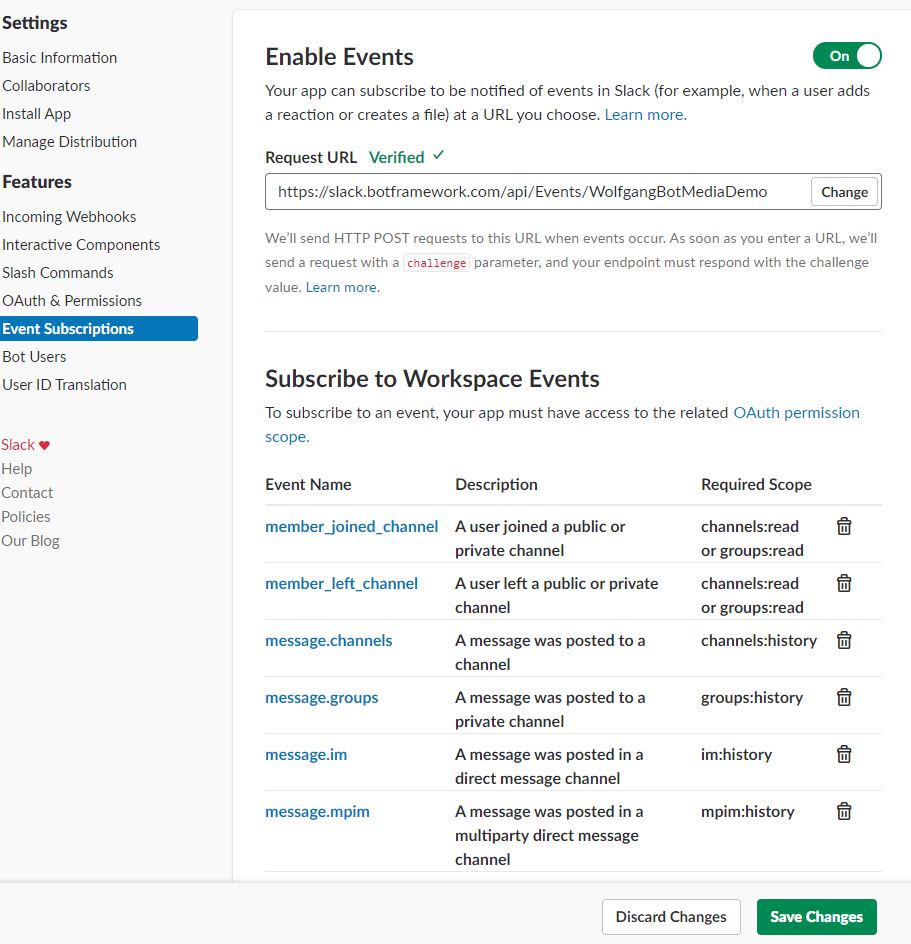 Settings
Basic Information
Collaborators
Install App
Manage Distribution
Features
Incoming Webhooks
Interactive Components
Slash Commands
OAuth & Permissions
Event Subscriptions
Bot Users
User ID Translation
Slack ♥
Help
Contact
Policies
Our Blog
Enable Events
On
Your app can subscribe to be notified of events in Slack (for example, when a user adds
a reaction or creates a file) at a URL you choose. Learn more.
Request URL Verified ✓
https://slack.botframework.com/api/Events/WolfgangBotMediaDemo
Change
We’ll send HTTP POST requests to this URL when events occur. As soon as you enter a URL, we’ll
send a request with a challenge parameter, and your endpoint must respond with the challenge
value. Learn more.
Subscribe to Workspace Events
To subscribe to an event, your app must have access to the related OAuth permission
scope.
Event Name Description Required Scope
member_joined_channel A user joined a public or channels:read
private channel or groups:read
member_left_channel A user left a public or private channels:read
channel or groups:read
message.channels A message was posted to a channels:history
channel
message.groups A message was posted to a groups:history
private channel
message.im A message was posted in a im:history
direct message channel
message.mpim A message was posted in a mpim:history
multiparty direct message
channel
Discard Changes Save Changes